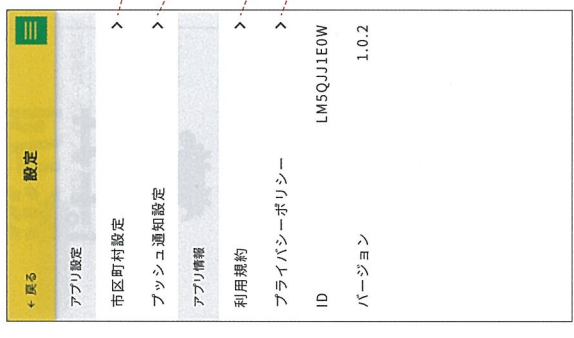 ← 戻る 設定
アプリ設定
市区町村設定 >
プッシュ通知設定 >
アプリ情報
利用規約 >
プライバシーポリシー >
ID LM5QJJ1E0W
バージョン 1.0.2